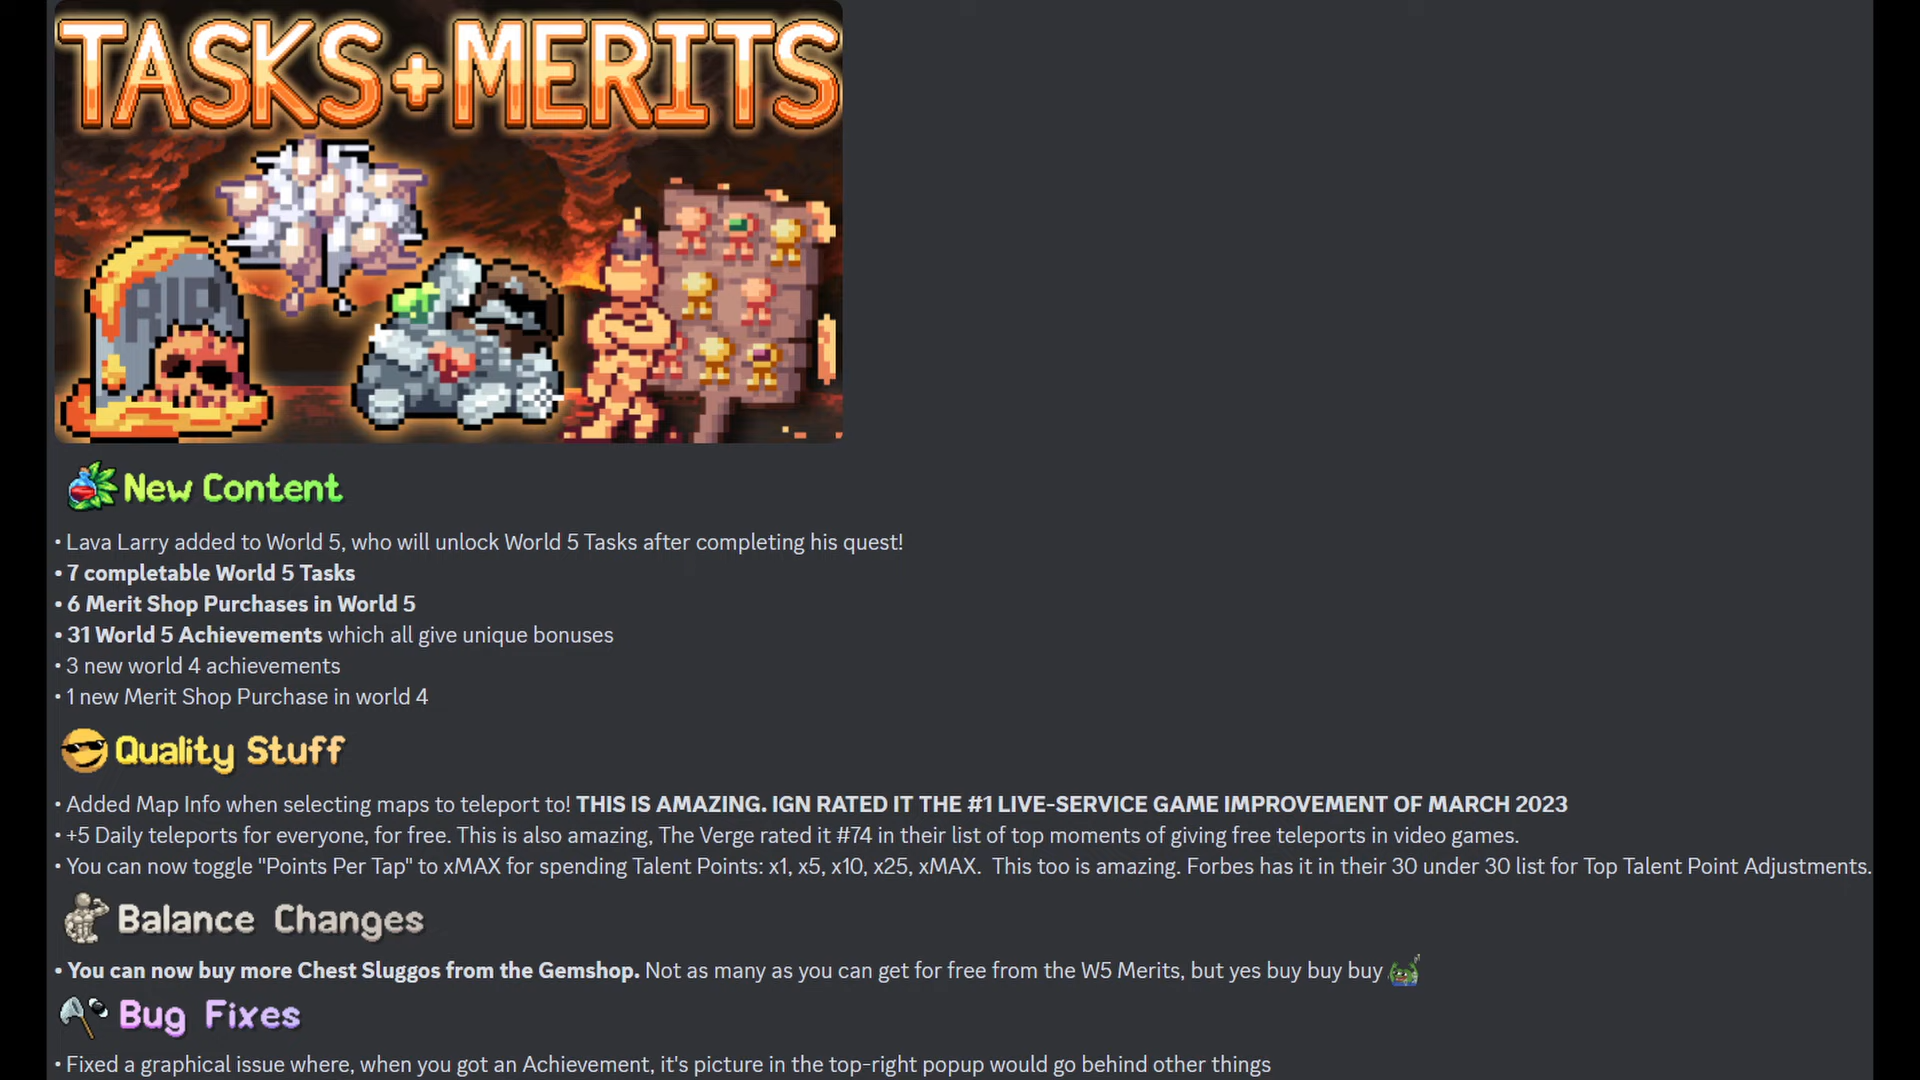 TASKS+MERITS
RIP
New Content
• Lava Larry added to World 5, who will unlock World 5 Tasks after completing his quest!
• 7 completable World 5 Tasks
• 6 Merit Shop Purchases in World 5
• 31 World 5 Achievements which all give unique bonuses
• 3 new world 4 achievements
• 1 new Merit Shop Purchase in world 4
Quality Stuff
• Added Map Info when selecting maps to teleport to! THIS IS AMAZING. IGN RATED IT THE #1 LIVE-SERVICE GAME IMPROVEMENT OF MARCH 2023
• +5 Daily teleports for everyone, for free. This is also amazing, The Verge rated it #74 in their list of top moments of giving free teleports in video games.
• You can now toggle "Points Per Tap" to xMAX for spending Talent Points: x1, x5, x10, x25, xMAX.  This too is amazing. Forbes has it in their 30 under 30 list for Top Talent Point Adjustments.
Balance Changes
• You can now buy more Chest Sluggos from the Gemshop. Not as many as you can get for free from the W5 Merits, but yes buy buy buy
Bug Fixes
• Fixed a graphical issue where, when you got an Achievement, it's picture in the top-right popup would go behind other things